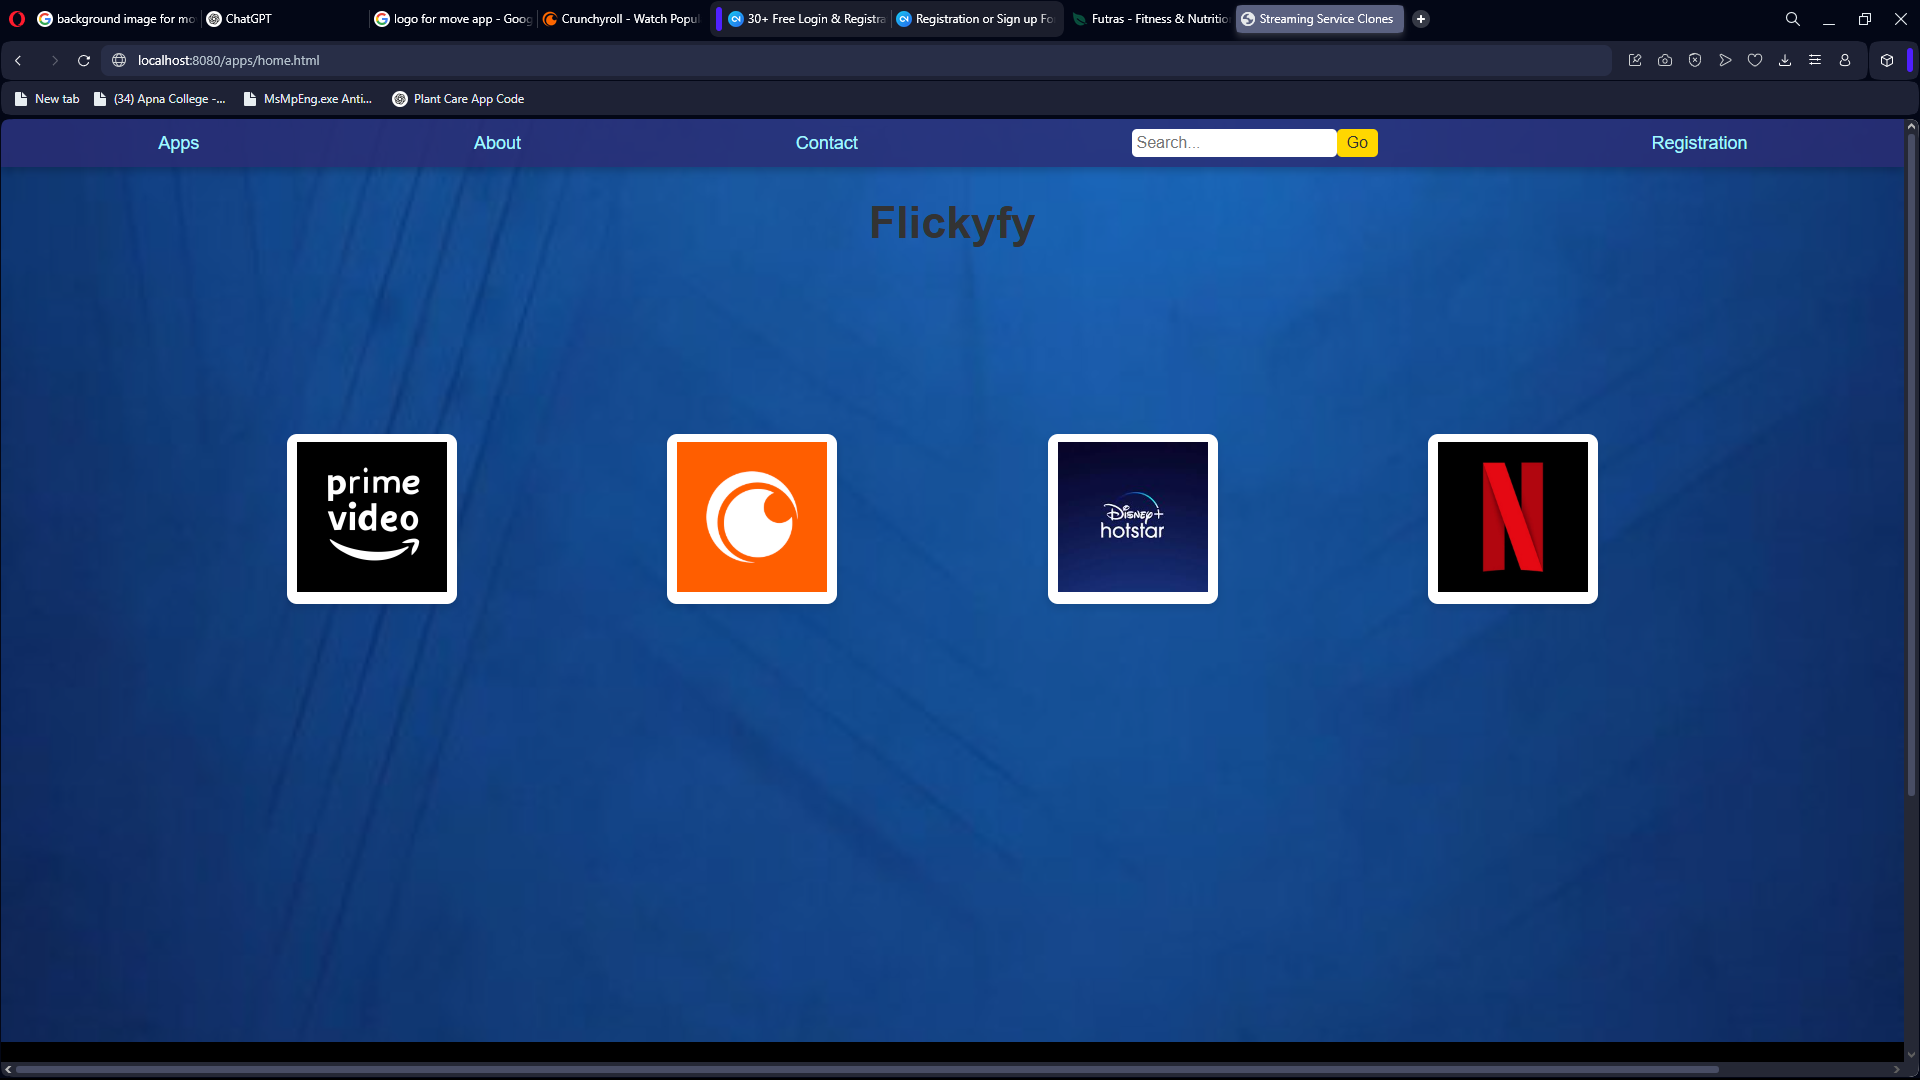 background image for mo
ChatGPT
logo for move app - Goog
Crunchyroll - Watch Popul
30+ Free Login & Registra
Registration or Sign up Fo
Futras - Fitness & Nutritio
Streaming Service Clones
localhost:8080/apps/home.html
New tab
(34) Apna College -...
MsMpEng.exe Anti...
Plant Care App Code
Apps
About
Contact
Search...
Go
Registration
Flickyfy
prime
video
Disney+
hotstar
N